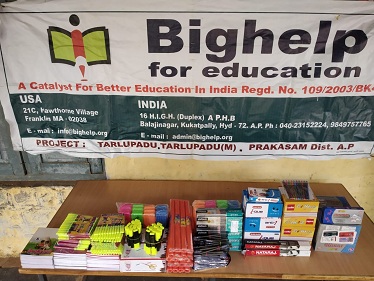 Bighelp
for education
A Catalyst For Better Education In India Regd. No. 109/2003/BK-
USA
21C, Pawthorne Village
Franklin MA - 02038
E - mail : info@bighelp.org
INDIA
16 H.I.G.H. (Duplex) A P H B
Balajinagar, Kukatpally, Hyd - 72. A.P. Ph : 040-23152224, 9849757765
E - mail : admin@bighelp.org
PROJECT : TARLUPADU,TARLUPADU(M) , PRAKASAM Dist. A.P
NATARAJ